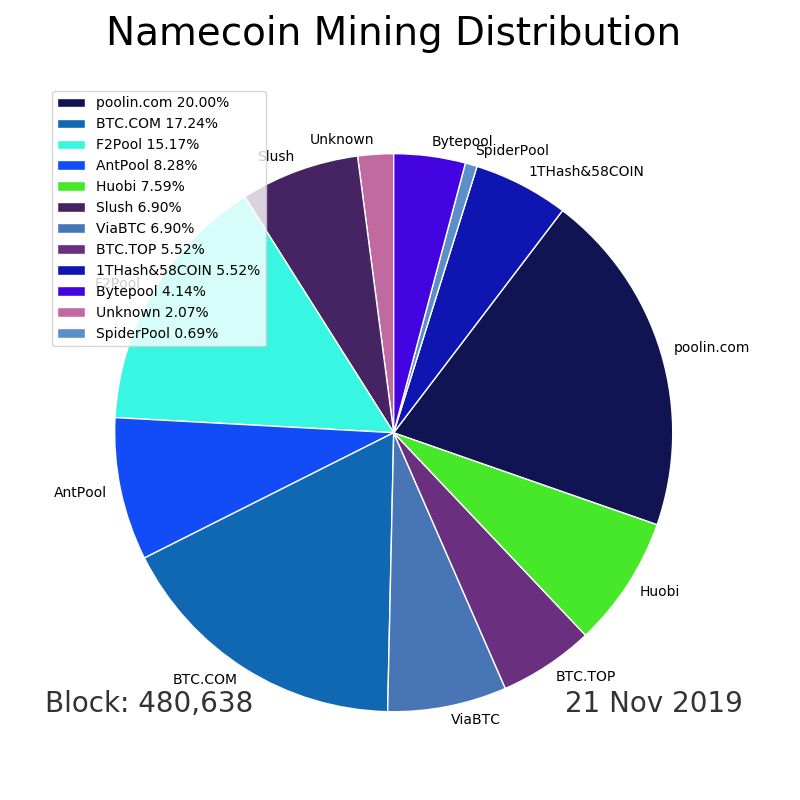 Namecoin Mining Distribution
poolin.com 20.00%
BTC.COM 17.24%
F2Pool 15.17%
AntPool 8.28%
Huobi 7.59%
Slush 6.90%
ViaBTC 6.90%
BTC.TOP 5.52%
1THash&58COIN 5.52%
Bytepool 4.14%
Unknown 2.07%
SpiderPool 0.69%
Unknown
Bytepool
SpiderPool
Slush
1THash&58COIN
F2Pool
poolin.com
AntPool
Huobi
BTC.COM
BTC.TOP
ViaBTC
Block: 480,638
21 Nov 2019